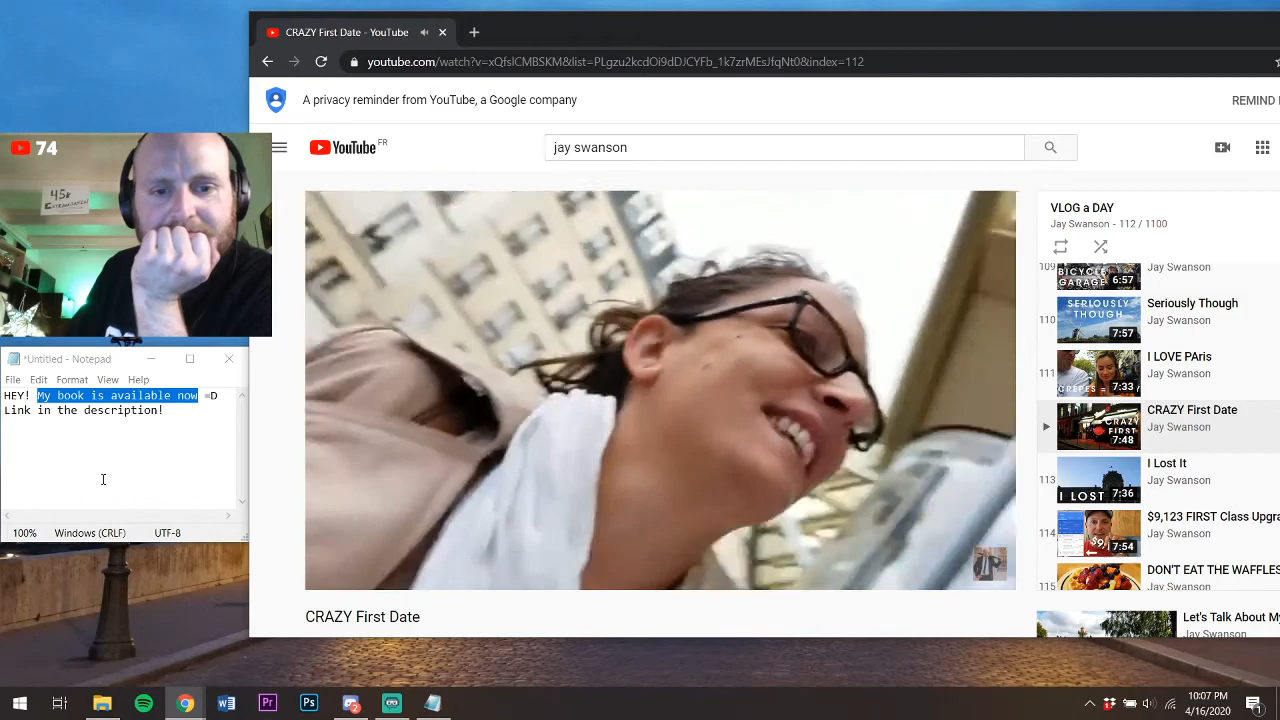 CRAZY First Date - YouTube
youtube.com/watch?v=xQfslCMBSKM&list=PLgzu2kcdOi9dDJCYFb_1k7zrMEsJfqNt0&index=112
A privacy reminder from YouTube, a Google company
REMIND
YouTube FR
jay swanson
74
45k
VLOG a DAY
Jay Swanson - 112 / 1100
109
BICYCLE
GARAGE
6:57
Jay Swanson
110
SERIOUSLY
THOUGH
7:57
Seriously Though
Jay Swanson
111
CREPES
7:33
I LOVE PAris
Jay Swanson
CRAZY
FIRST
7:48
CRAZY First Date
Jay Swanson
113
I LOST
7:36
I Lost It
Jay Swanson
114
$9,
7:54
$9,123 FIRST Class Upgra
Jay Swanson
115
DON'T EAT THE WAFFLES
Jay Swanson
Let's Talk About My
Jay Swanson
CRAZY First Date
*Untitled - Notepad
File Edit Format View Help
HEY! My book is available now =D
Link in the description!
100% Windows (CRLF) UTF-8
Pr
Ps
10:07 PM
4/16/2020
1